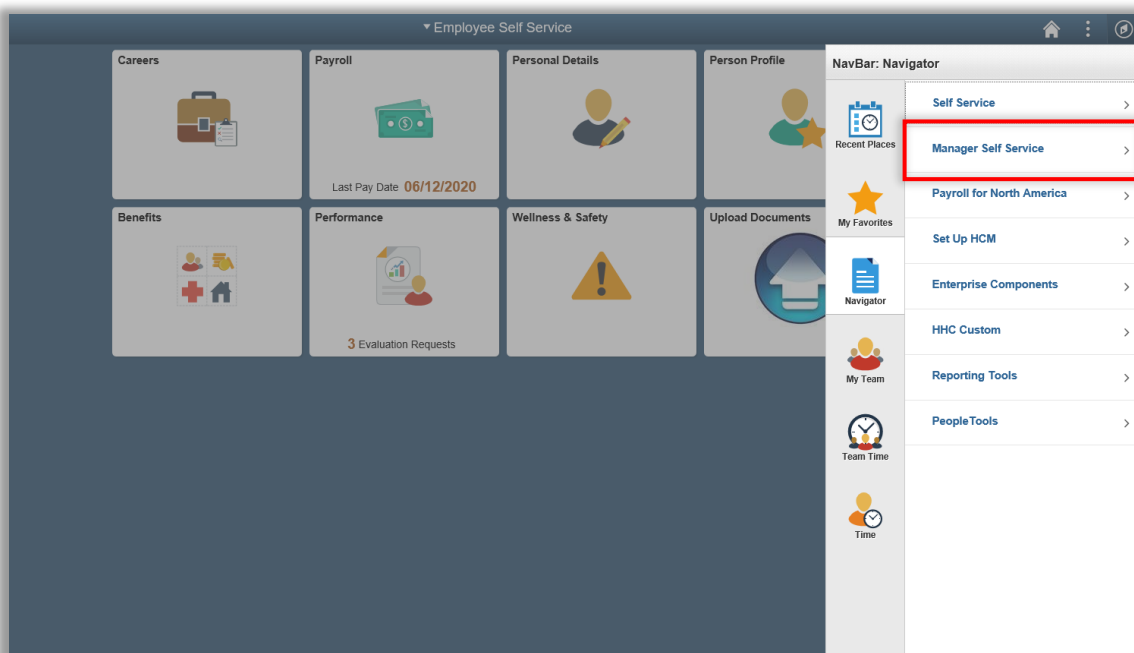 Employee Self Service
Careers
Payroll
Personal Details
Person Profile
Last Pay Date 06/12/2020
Benefits
Performance
Wellness & Safety
Upload Documents
3 Evaluation Requests
NavBar: Navigator
Recent Places
My Favorites
Navigator
My Team
Team Time
Time
Self Service
Manager Self Service
Payroll for North America
Set Up HCM
Enterprise Components
HHC Custom
Reporting Tools
PeopleTools